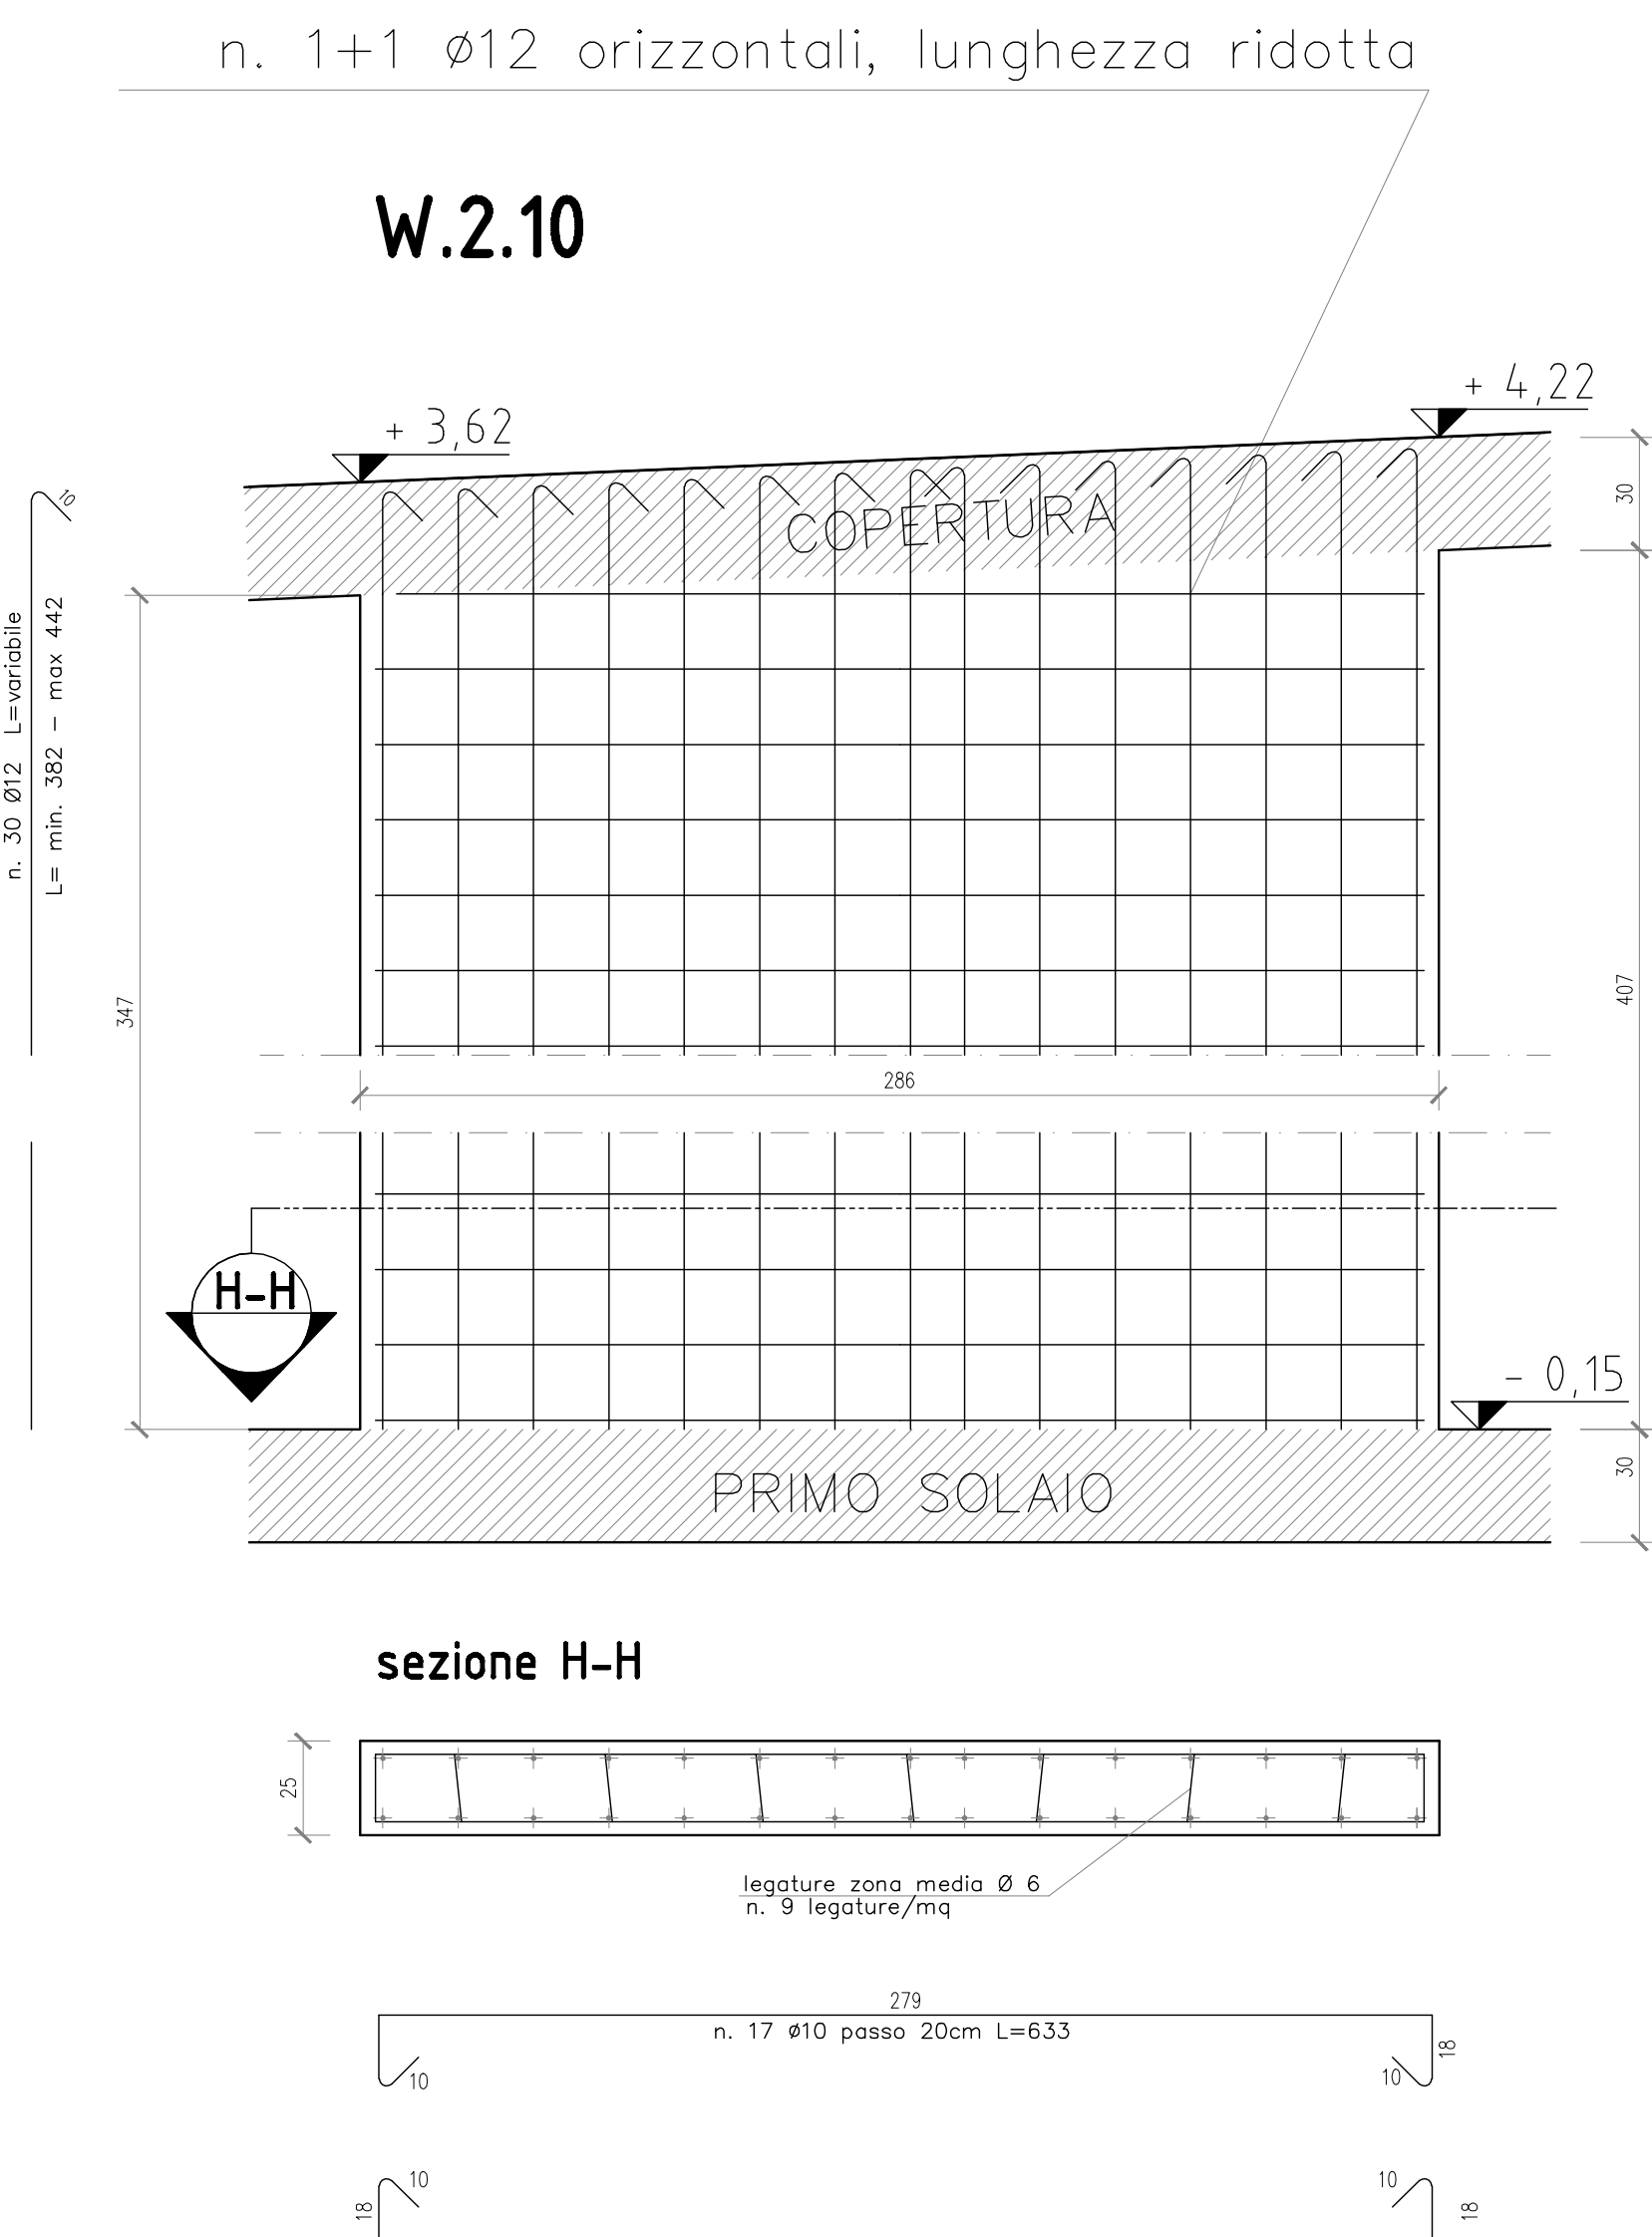 n. 1+1 Ø12 orizzontali, lunghezza ridotta
W.2.10
+ 3,62
+ 4,22
10
n. 30 Ø12 L=variabile
L= min. 382 - max 442
COPERTURA
30
347
407
286
H-H
- 0,15
PRIMO SOLAIO
30
sezione H-H
25
legature zona media Ø 6
n. 9 legature/mq
279
n. 17 Ø10 passo 20cm L=633
18
10
10
10
10
18
18